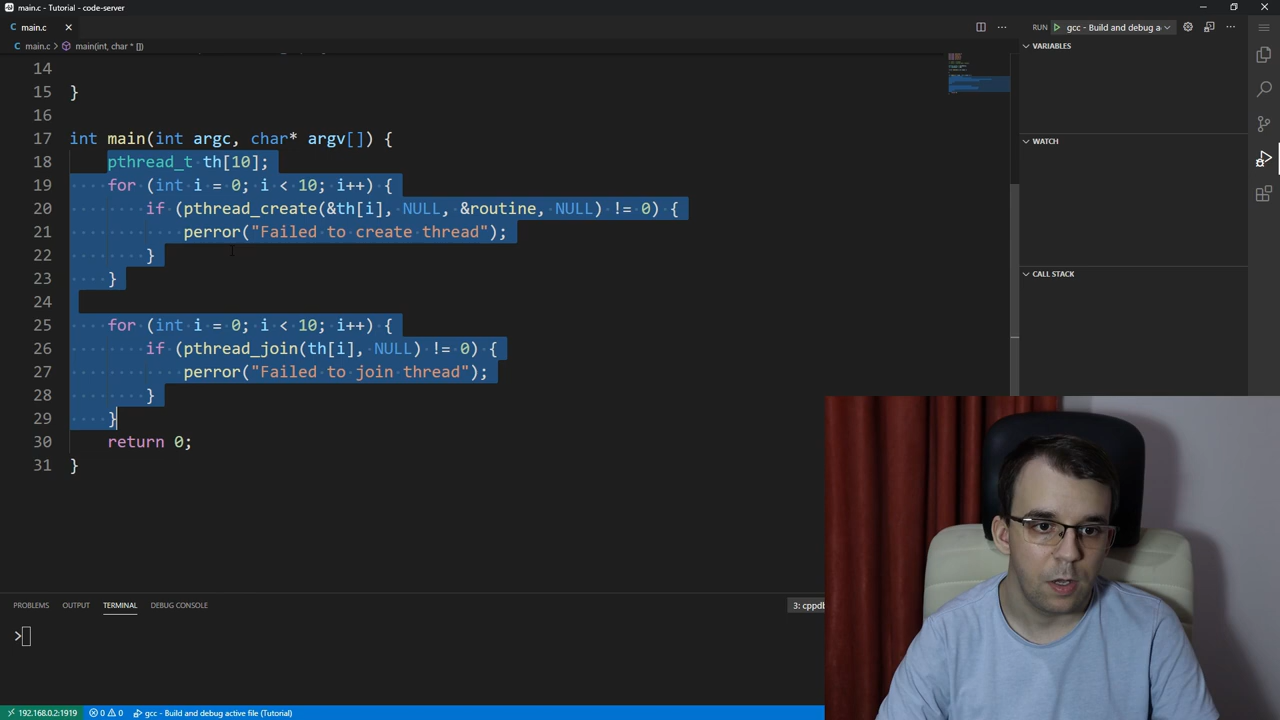 main.c - Tutorial - code-server
main.c
RUN gcc - Build and debug a
main.c > main(int, char * [])
VARIABLES
14
15 }
16
17 int main(int argc, char* argv[]) {
18 pthread_t th[10];
19 for (int i = 0; i < 10; i++) {
20 if (pthread_create(&th[i], NULL, &routine, NULL) != 0) {
21 perror("Failed to create thread");
22 }
23 }
24
25 for (int i = 0; i < 10; i++) {
26 if (pthread_join(th[i], NULL) != 0) {
27 perror("Failed to join thread");
28 }
29 }
30 return 0;
31 }
WATCH
CALL STACK
PROBLEMS OUTPUT TERMINAL DEBUG CONSOLE
3: cppdb
>
192.168.0.2:1919 0 0 gcc - Build and debug active file (Tutorial)